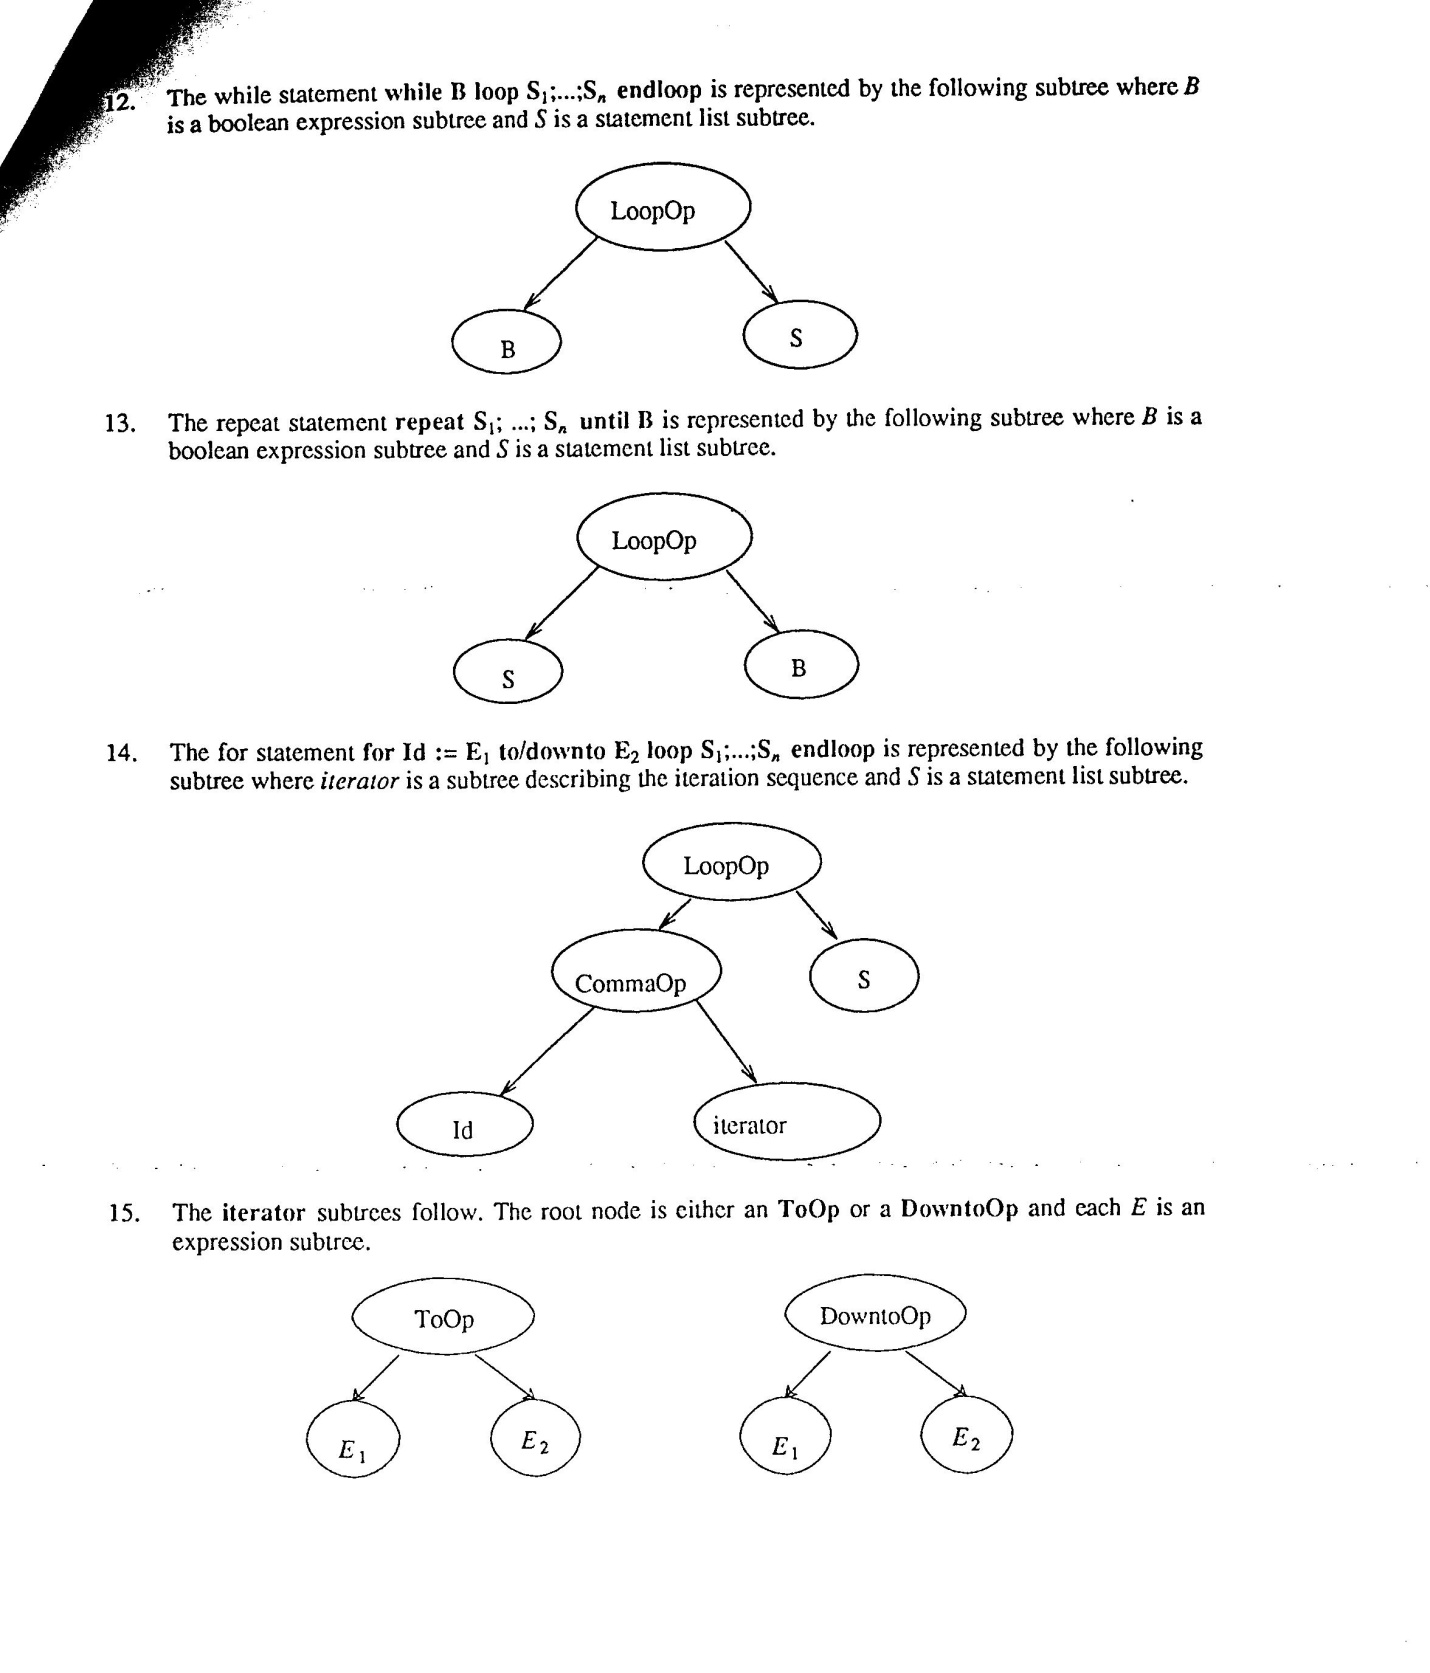 12. The while statement while B loop S₁;...;Sₙ endloop is represented by the following subtree where B
is a boolean expression subtree and S is a statement list subtree.
LoopOp
B S
13. The repeat statement repeat S₁; ...; Sₙ until B is represented by the following subtree where B is a
boolean expression subtree and S is a statement list subtree.
LoopOp
S B
14. The for statement for Id := E₁ to/downto E₂ loop S₁;...;Sₙ endloop is represented by the following
subtree where iterator is a subtree describing the iteration sequence and S is a statement list subtree.
LoopOp
CommaOp S
Id iterator
15. The iterator subtrees follow. The root node is either an ToOp or a DowntoOp and each E is an
expression subtree.
ToOp DowntoOp
E₁ E₂ E₁ E₂